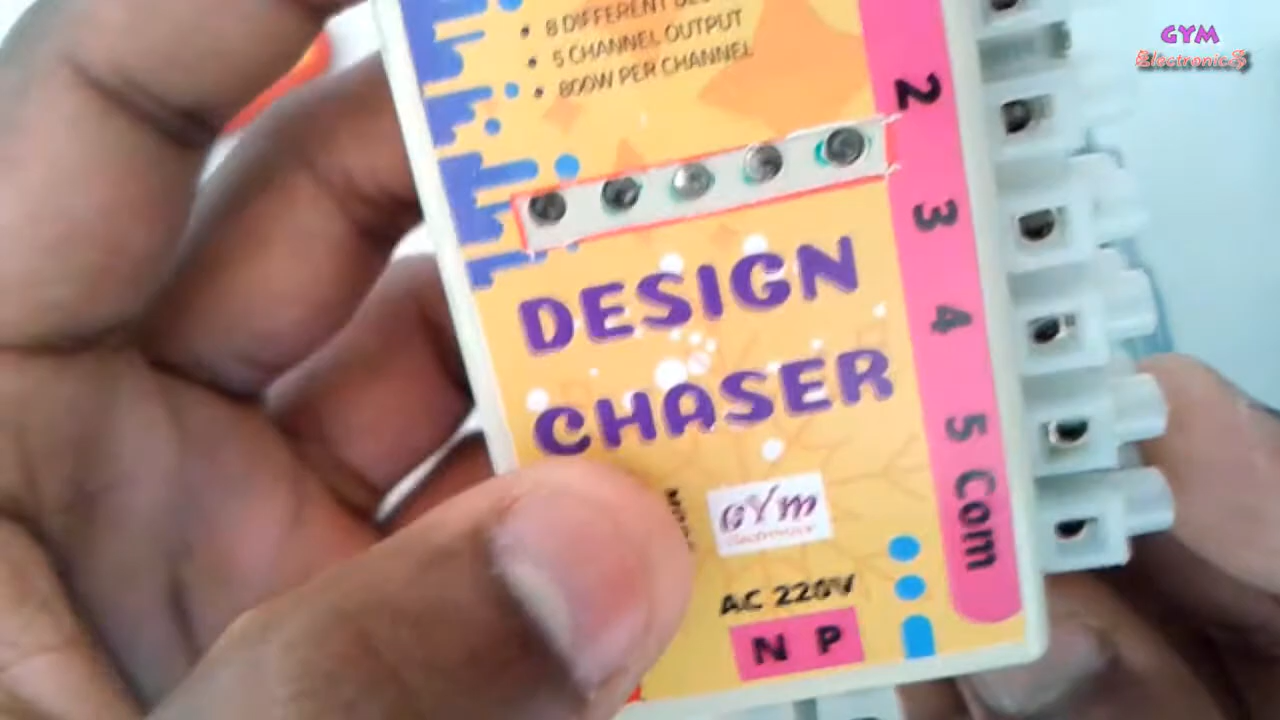 GYM
ElectronicS
8 DIFFERENT
5 CHANNEL OUTPUT
800W PER CHANNEL
2
3
4
5
Com
DESIGN
CHASER
GYM
Electronics
AC 220V
N P